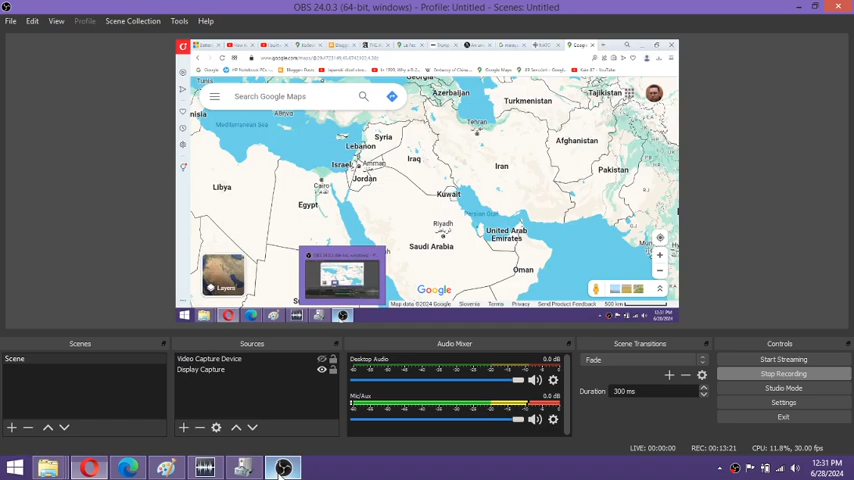 OBS 24.0.3 (64-bit, windows) - Profile: Untitled - Scenes: Untitled
File Edit View Profile Scene Collection Tools Help
Search Google Maps
Georgia
Azerbaijan
Turkmenistan
Tajikistan
Mediterranean Sea
Syria
Lebanon
Tehran
Afghanistan
Israel
Amman
Iraq
Iran
Jordan
Pakistan
Libya
Cairo
Egypt
Kuwait
Persian Gulf
Riyadh
United Arab
Emirates
Saudi Arabia
Oman
Layers
Google
Map data ©2024 Google Slovenia Terms Privacy Send Product Feedback 500 km
12:31 PM
6/28/2024
Scenes Sources Audio Mixer Scene Transitions Controls
Scene
Video Capture Device
Display Capture
Desktop Audio 0.0 dB
Mic/Aux 0.0 dB
Fade
Duration 300 ms
Start Streaming
Stop Recording
Studio Mode
Settings
Exit
LIVE: 00:00:00 REC: 00:13:21 CPU: 11.8%, 30.00 fps
12:31 PM
6/28/2024